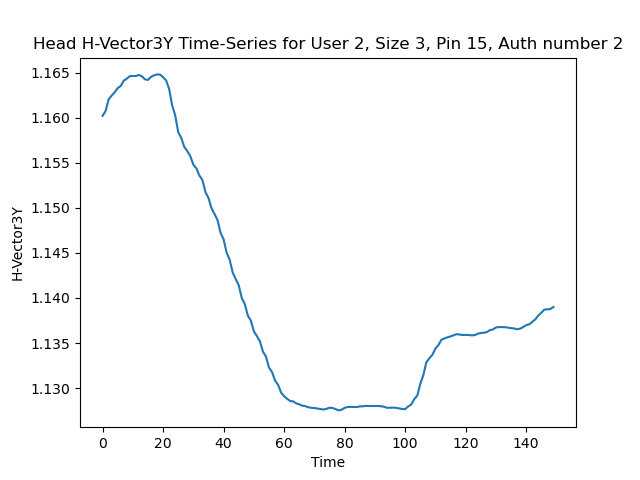 Head H-Vector3Y Time-Series for User 2, Size 3, Pin 15, Auth number 2
1.165
1.160
1.155
1.150
1.145
1.140
1.135
1.130
H-Vector3Y
0 20 40 60 80 100 120 140
Time